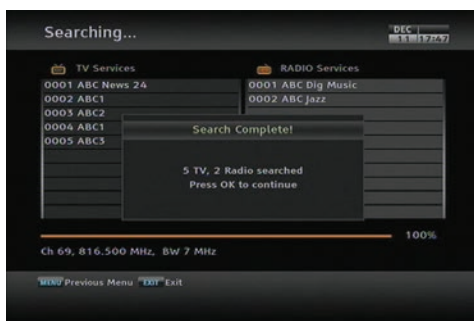 Searching...
DEC
11 17:47
TV Services
RADIO Services
0001 ABC News 24
0001 ABC Dig Music
0002 ABC1
0002 ABC Jazz
0003 ABC2
0004 ABC1
0005 ABC3
Search Complete!
5 TV, 2 Radio searched
Press OK to continue
100%
Ch 69, 816.500 MHz, BW 7 MHz
MENU Previous Menu EXIT Exit